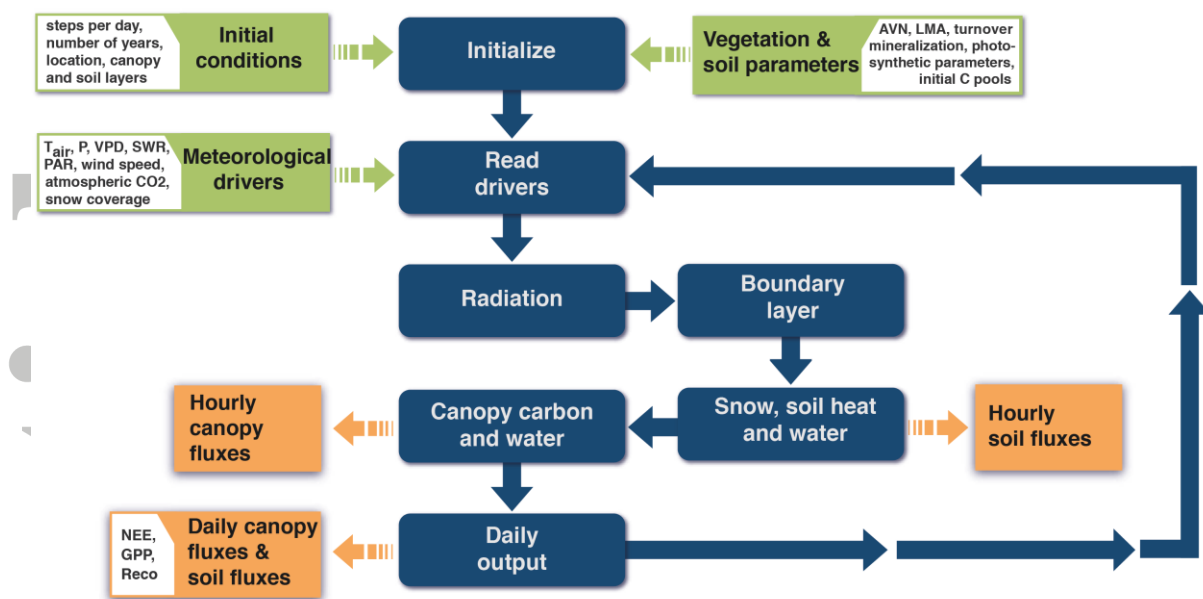 steps per day,
number of years,
location, canopy
and soil layers
Initial
conditions
Initialize
Vegetation &
soil parameters
AVN, LMA, turnover
mineralization, photo-
synthetic parameters,
initial C pools
Tair, P, VPD, SWR,
PAR, wind speed,
atmospheric CO2,
snow coverage
Meteorological
drivers
Read
drivers
Radiation
Boundary
layer
Hourly
canopy
fluxes
Canopy carbon
and water
Snow, soil heat
and water
Hourly
soil fluxes
NEE,
GPP,
Reco
Daily canopy
fluxes &
soil fluxes
Daily
output